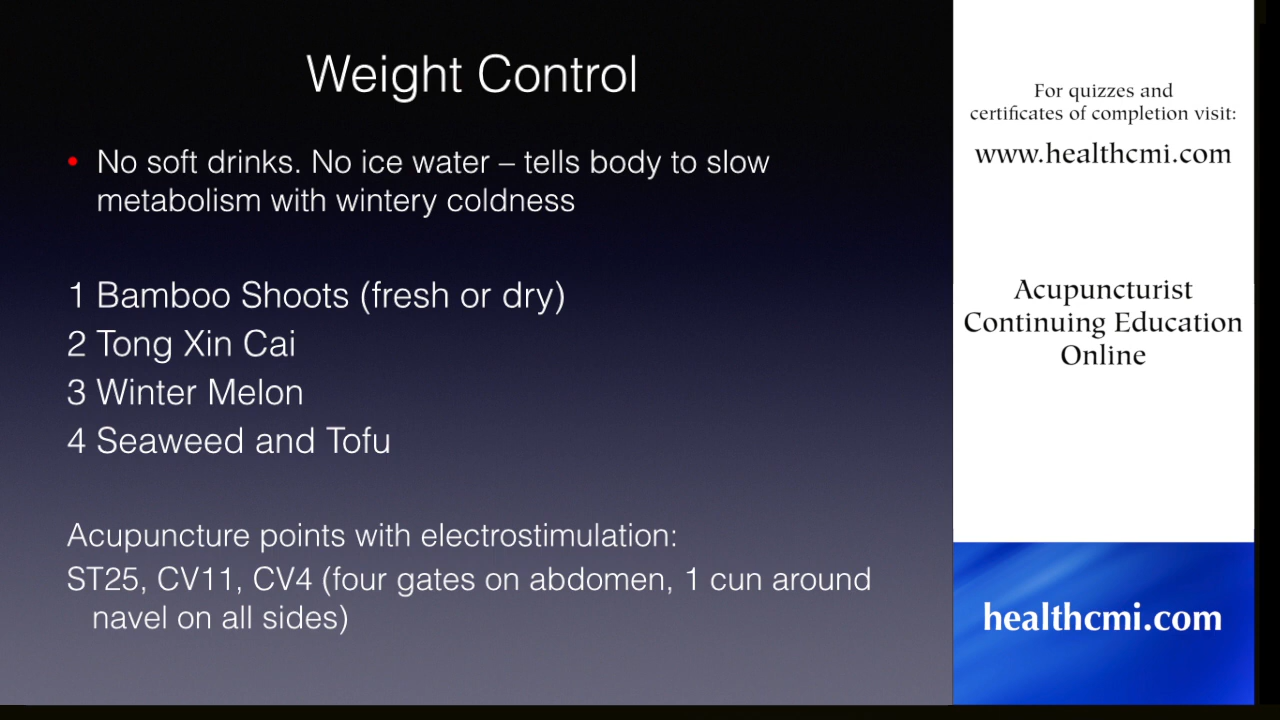 Weight Control
• No soft drinks. No ice water – tells body to slow
metabolism with wintery coldness
1 Bamboo Shoots (fresh or dry)
2 Tong Xin Cai
3 Winter Melon
4 Seaweed and Tofu
Acupuncture points with electrostimulation:
ST25, CV11, CV4 (four gates on abdomen, 1 cun around
navel on all sides)
For quizzes and
certificates of completion visit:
www.healthcmi.com
Acupuncturist
Continuing Education
Online
healthcmi.com